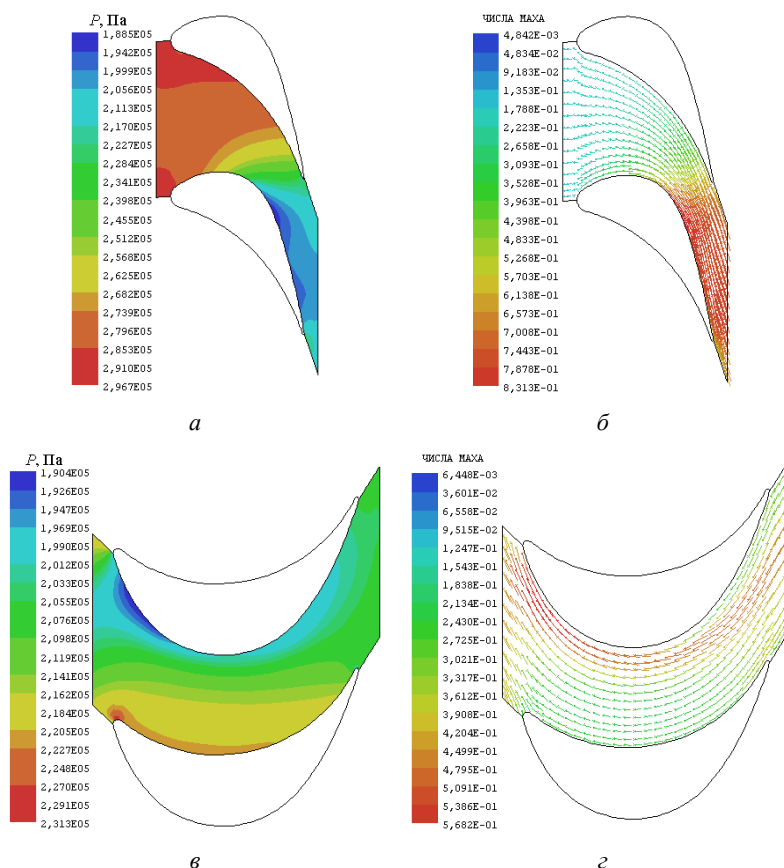 P, Па
1,885E05
1,942E05
1,999E05
2,056E05
2,113E05
2,170E05
2,227E05
2,284E05
2,341E05
2,398E05
2,455E05
2,512E05
2,568E05
2,625E05
2,682E05
2,739E05
2,796E05
2,853E05
2,910E05
2,967E05
а
ЧИСЛА МАХА
4,842E-03
4,834E-02
9,183E-02
1,353E-01
1,788E-01
2,223E-01
2,658E-01
3,093E-01
3,528E-01
3,963E-01
4,398E-01
4,833E-01
5,268E-01
5,703E-01
6,138E-01
6,573E-01
7,008E-01
7,443E-01
7,878E-01
8,313E-01
б
P, Па
1,904E05
1,926E05
1,947E05
1,969E05
1,990E05
2,012E05
2,033E05
2,055E05
2,076E05
2,098E05
2,119E05
2,141E05
2,162E05
2,184E05
2,205E05
2,227E05
2,248E05
2,270E05
2,291E05
2,313E05
в
ЧИСЛА МАХА
6,448E-03
3,601E-02
6,558E-02
9,515E-02
1,247E-01
1,543E-01
1,838E-01
2,134E-01
2,430E-01
2,725E-01
3,021E-01
3,317E-01
3,612E-01
3,908E-01
4,204E-01
4,499E-01
4,795E-01
5,091E-01
5,386E-01
5,682E-01
г